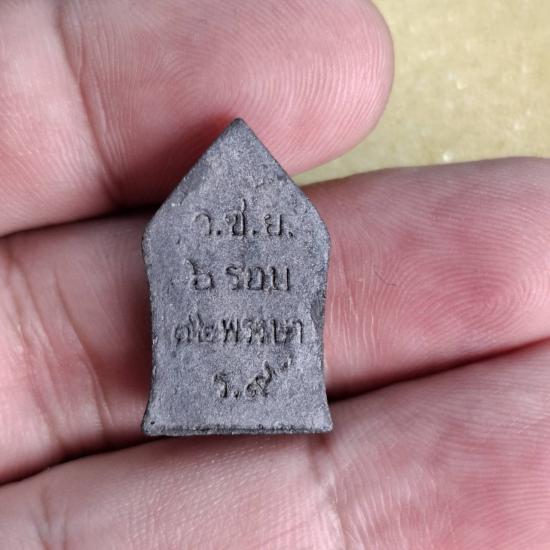 ว.ช.ย.
๖ รอบ
๗๒ พรรษา
ร.๙